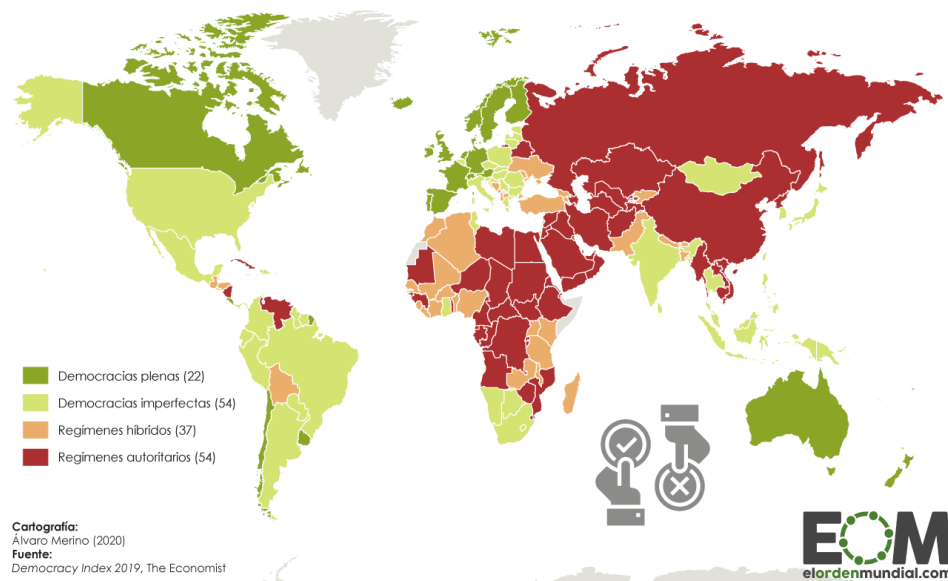 Democracias plenas (22)
Democracias imperfectas (54)
Regímenes híbridos (37)
Regímenes autoritarios (54)
Cartografía:
Álvaro Merino (2020)
Fuente:
Democracy Index 2019, The Economist
EOM
elordenmundial.com